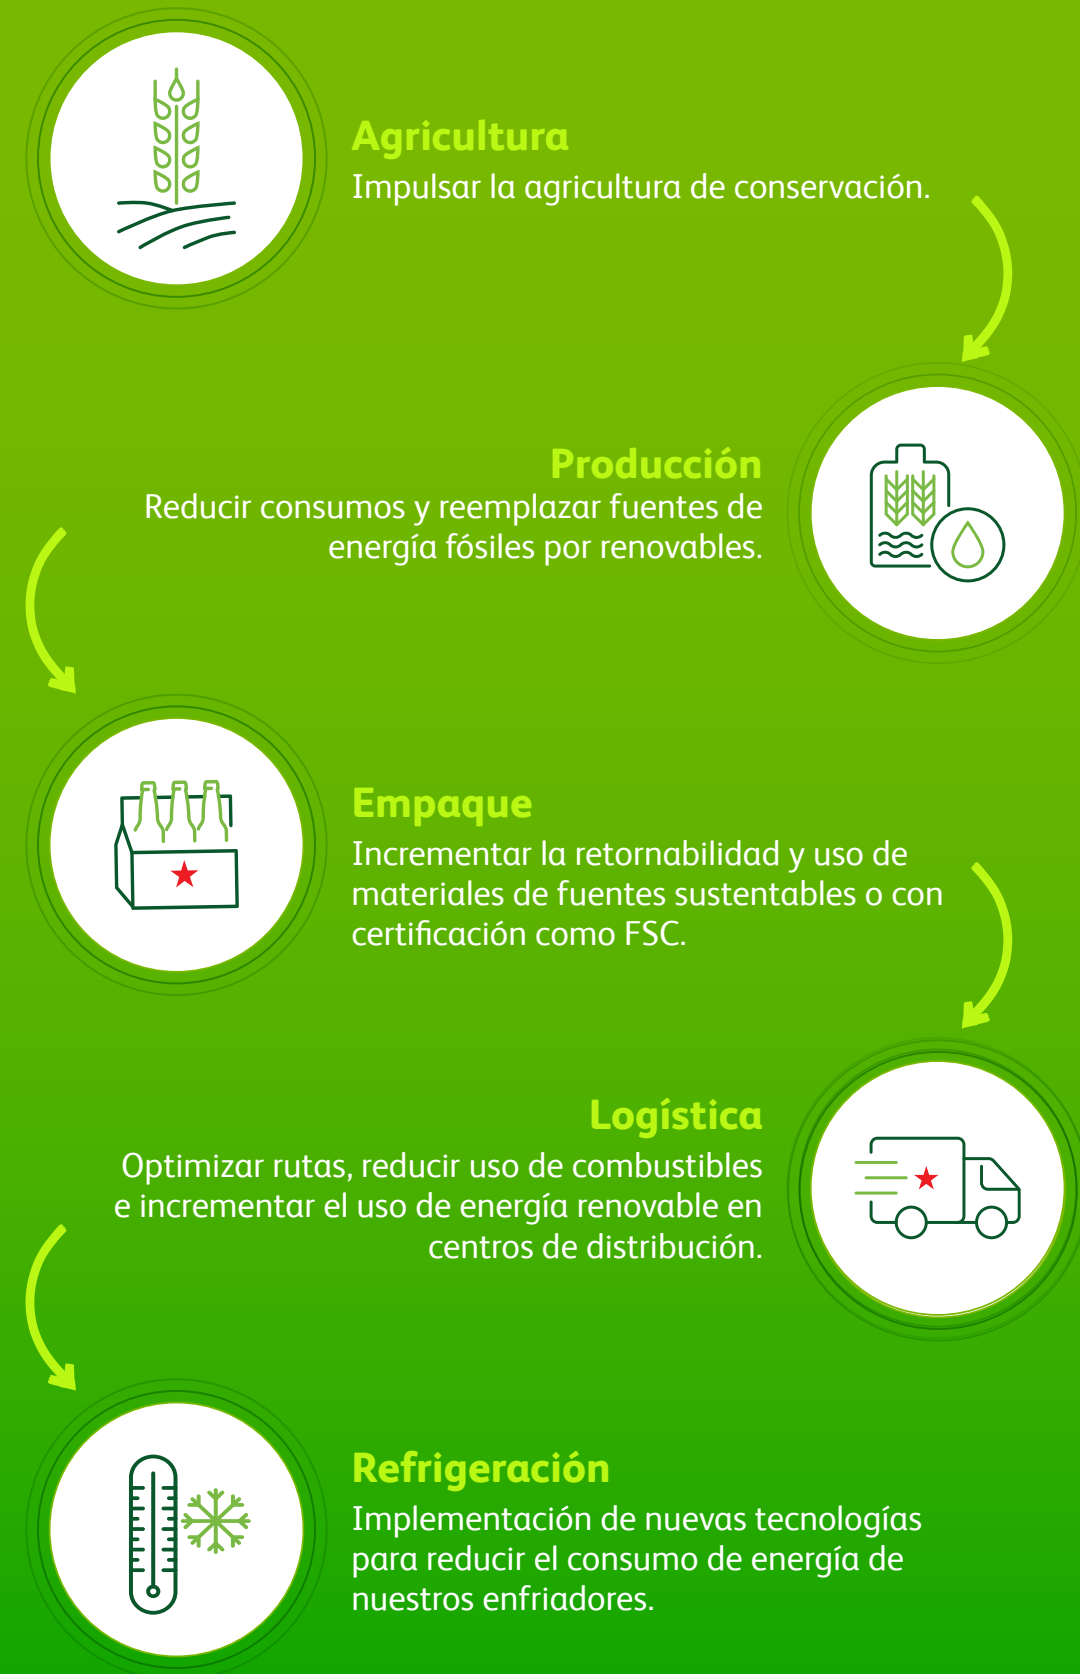 Agricultura
Impulsar la agricultura de conservación.
Producción
Reducir consumos y reemplazar fuentes de
energía fósiles por renovables.
Empaque
Incrementar la retornabilidad y uso de
materiales de fuentes sustentables o con
certificación como FSC.
Logística
Optimizar rutas, reducir uso de combustibles
e incrementar el uso de energía renovable en
centros de distribución.
Refrigeración
Implementación de nuevas tecnologías
para reducir el consumo de energía de
nuestros enfriadores.